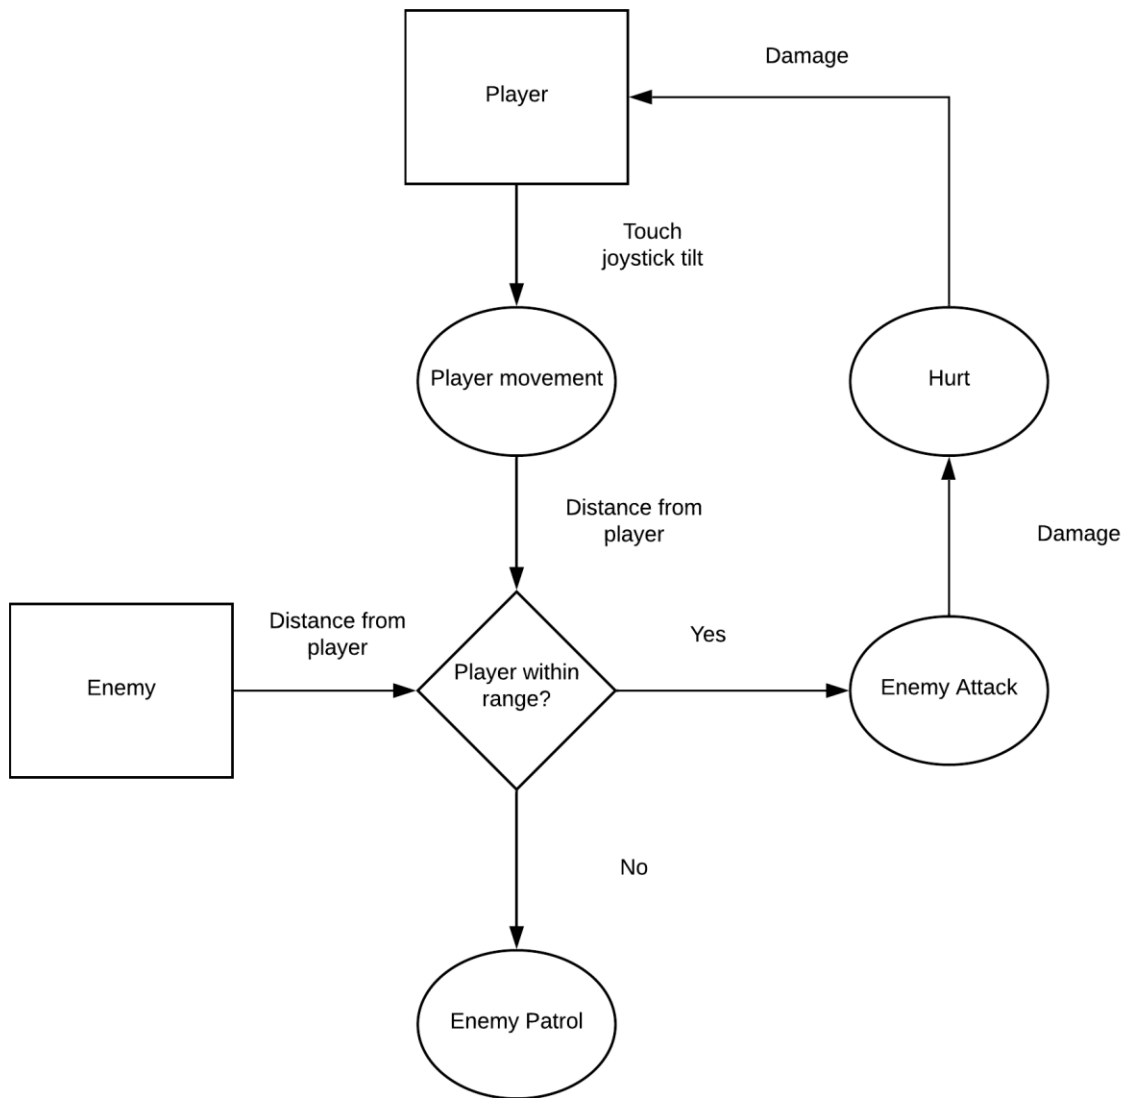 Damage
Player
Touch
joystick tilt
Player movement
Hurt
Distance from
player
Damage
Distance from
player
Yes
Enemy
Player within
range?
Enemy Attack
No
Enemy Patrol